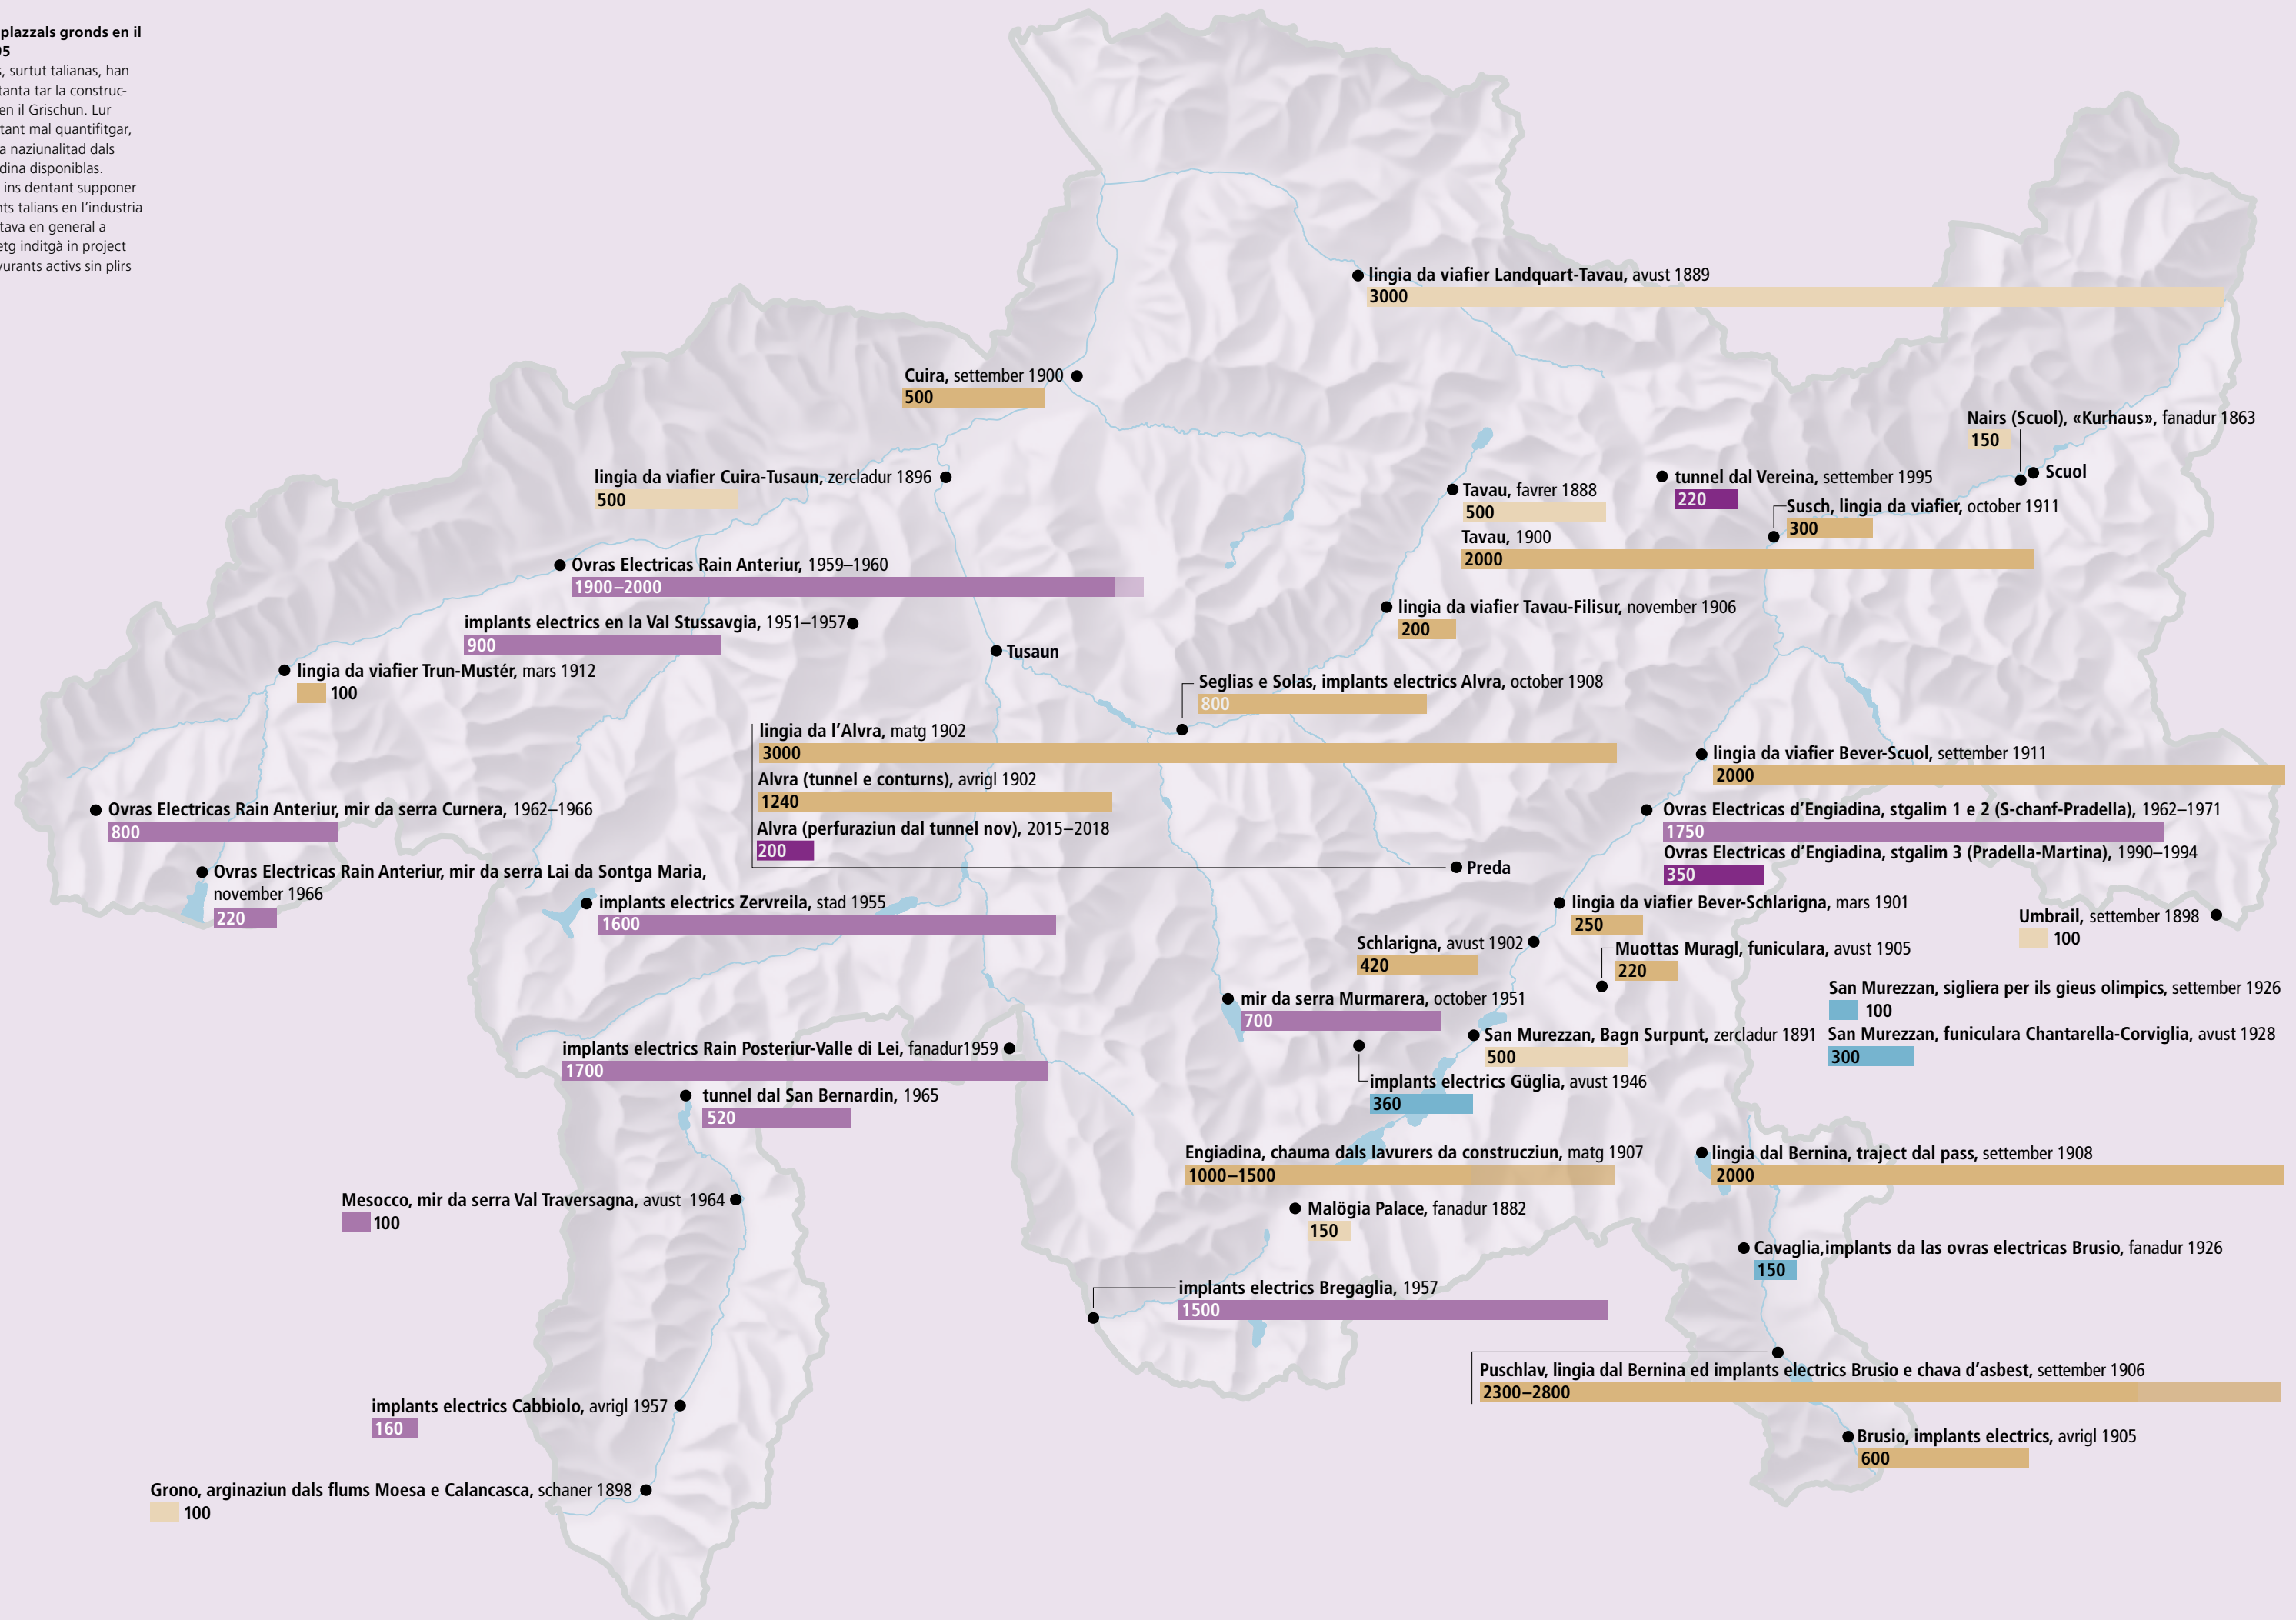 plazzals gronds en il
95
s, surtut talianas, han
tanta tar la construc-
en il Grischun. Lur
tant mal quantifitgar,
a naziunalitad dals
dina disponiblas.
ins dentant supponer
nts talians en l’industria
tava en general a
etg inditgà in project
vurants activs sin plirs
lingia da viafier Landquart-Tavau, avust 1889
3000
Cuira, settember 1900
500
Nairs (Scuol), «Kurhaus», fanadur 1863
150
Scuol
lingia da viafier Cuira-Tusaun, zercladur 1896
500
Tavau, favrer 1888
500
Tavau, 1900
2000
tunnel dal Vereina, settember 1995
220
Susch, lingia da viafier, october 1911
300
Ovras Electricas Rain Anteriur, 1959–1960
1900–2000
implants electrics en la Val Stussavgia, 1951–1957
900
lingia da viafier Tavau-Filisur, november 1906
200
Tusaun
lingia da viafier Trun-Mustér, mars 1912
100
Seglias e Solas, implants electrics Alvra, october 1908
800
lingia da l’Alvra, matg 1902
3000
Alvra (tunnel e conturns), avrigl 1902
1240
Alvra (perfuraziun dal tunnel nov), 2015–2018
200
Preda
lingia da viafier Bever-Scuol, settember 1911
2000
Ovras Electricas Rain Anteriur, mir da serra Curnera, 1962–1966
800
Ovras Electricas d’Engiadina, stgalim 1 e 2 (S-chanf-Pradella), 1962–1971
1750
Ovras Electricas d’Engiadina, stgalim 3 (Pradella-Martina), 1990–1994
350
Ovras Electricas Rain Anteriur, mir da serra Lai da Sontga Maria,
november 1966
220
implants electrics Zervreila, stad 1955
1600
lingia da viafier Bever-Schlarigna, mars 1901
250
Umbrail, settember 1898
100
Schlarigna, avust 1902
420
Muottas Muragl, funiculara, avust 1905
220
mir da serra Murmarera, october 1951
700
San Murezzan, sigliera per ils gieus olimpics, settember 1926
100
San Murezzan, Bagn Surpunt, zercladur 1891
500
San Murezzan, funiculara Chantarella-Corviglia, avust 1928
300
implants electrics Rain Posteriur-Valle di Lei, fanadur1959
1700
implants electrics Güglia, avust 1946
360
tunnel dal San Bernardin, 1965
520
Engiadina, chauma dals lavurers da construcziun, matg 1907
1000–1500
lingia dal Bernina, traject dal pass, settember 1908
2000
Mesocco, mir da serra Val Traversagna, avust 1964
100
Malögia Palace, fanadur 1882
150
Cavaglia,implants da las ovras electricas Brusio, fanadur 1926
150
implants electrics Bregaglia, 1957
1500
Puschlav, lingia dal Bernina ed implants electrics Brusio e chava d’asbest, settember 1906
2300–2800
implants electrics Cabbiolo, avrigl 1957
160
Brusio, implants electrics, avrigl 1905
600
Grono, arginaziun dals flums Moesa e Calancasca, schaner 1898
100